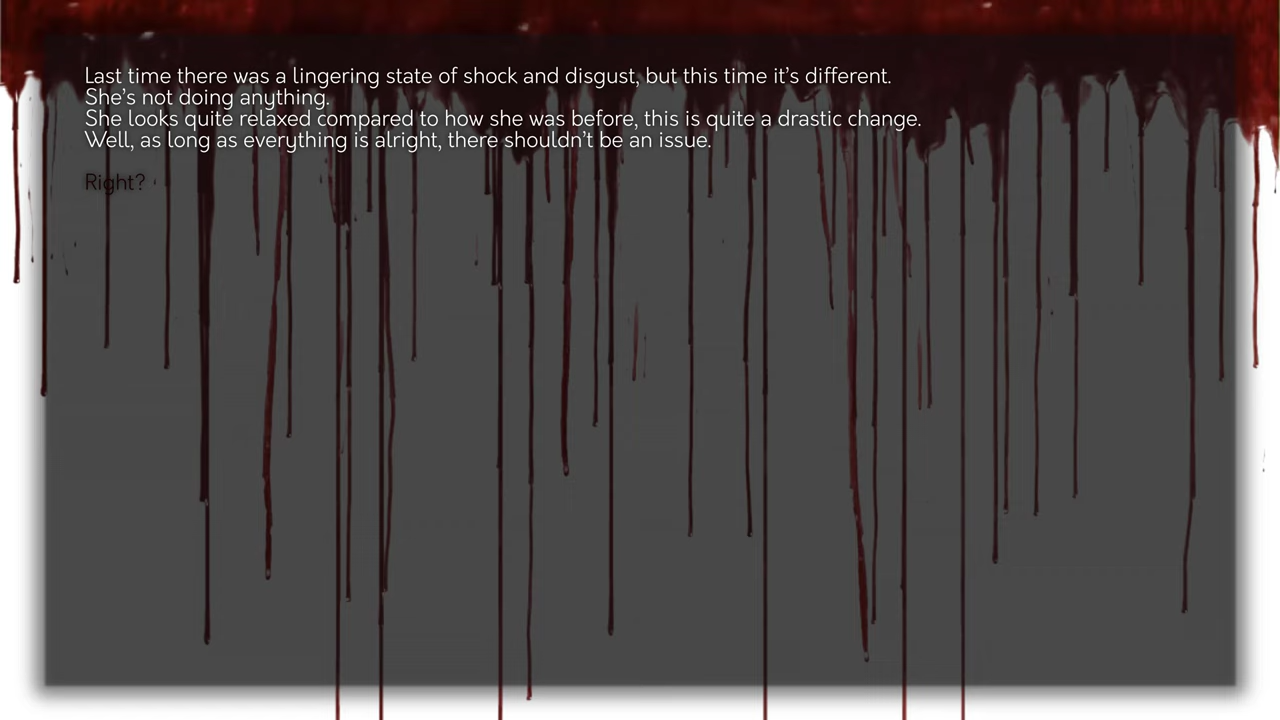 Last time there was a lingering state of shock and disgust, but this time it's different.
She's not doing anything.
She looks quite relaxed compared to how she was before, this is quite a drastic change.
Well, as long as everything is alright, there shouldn't be an issue.
Right?